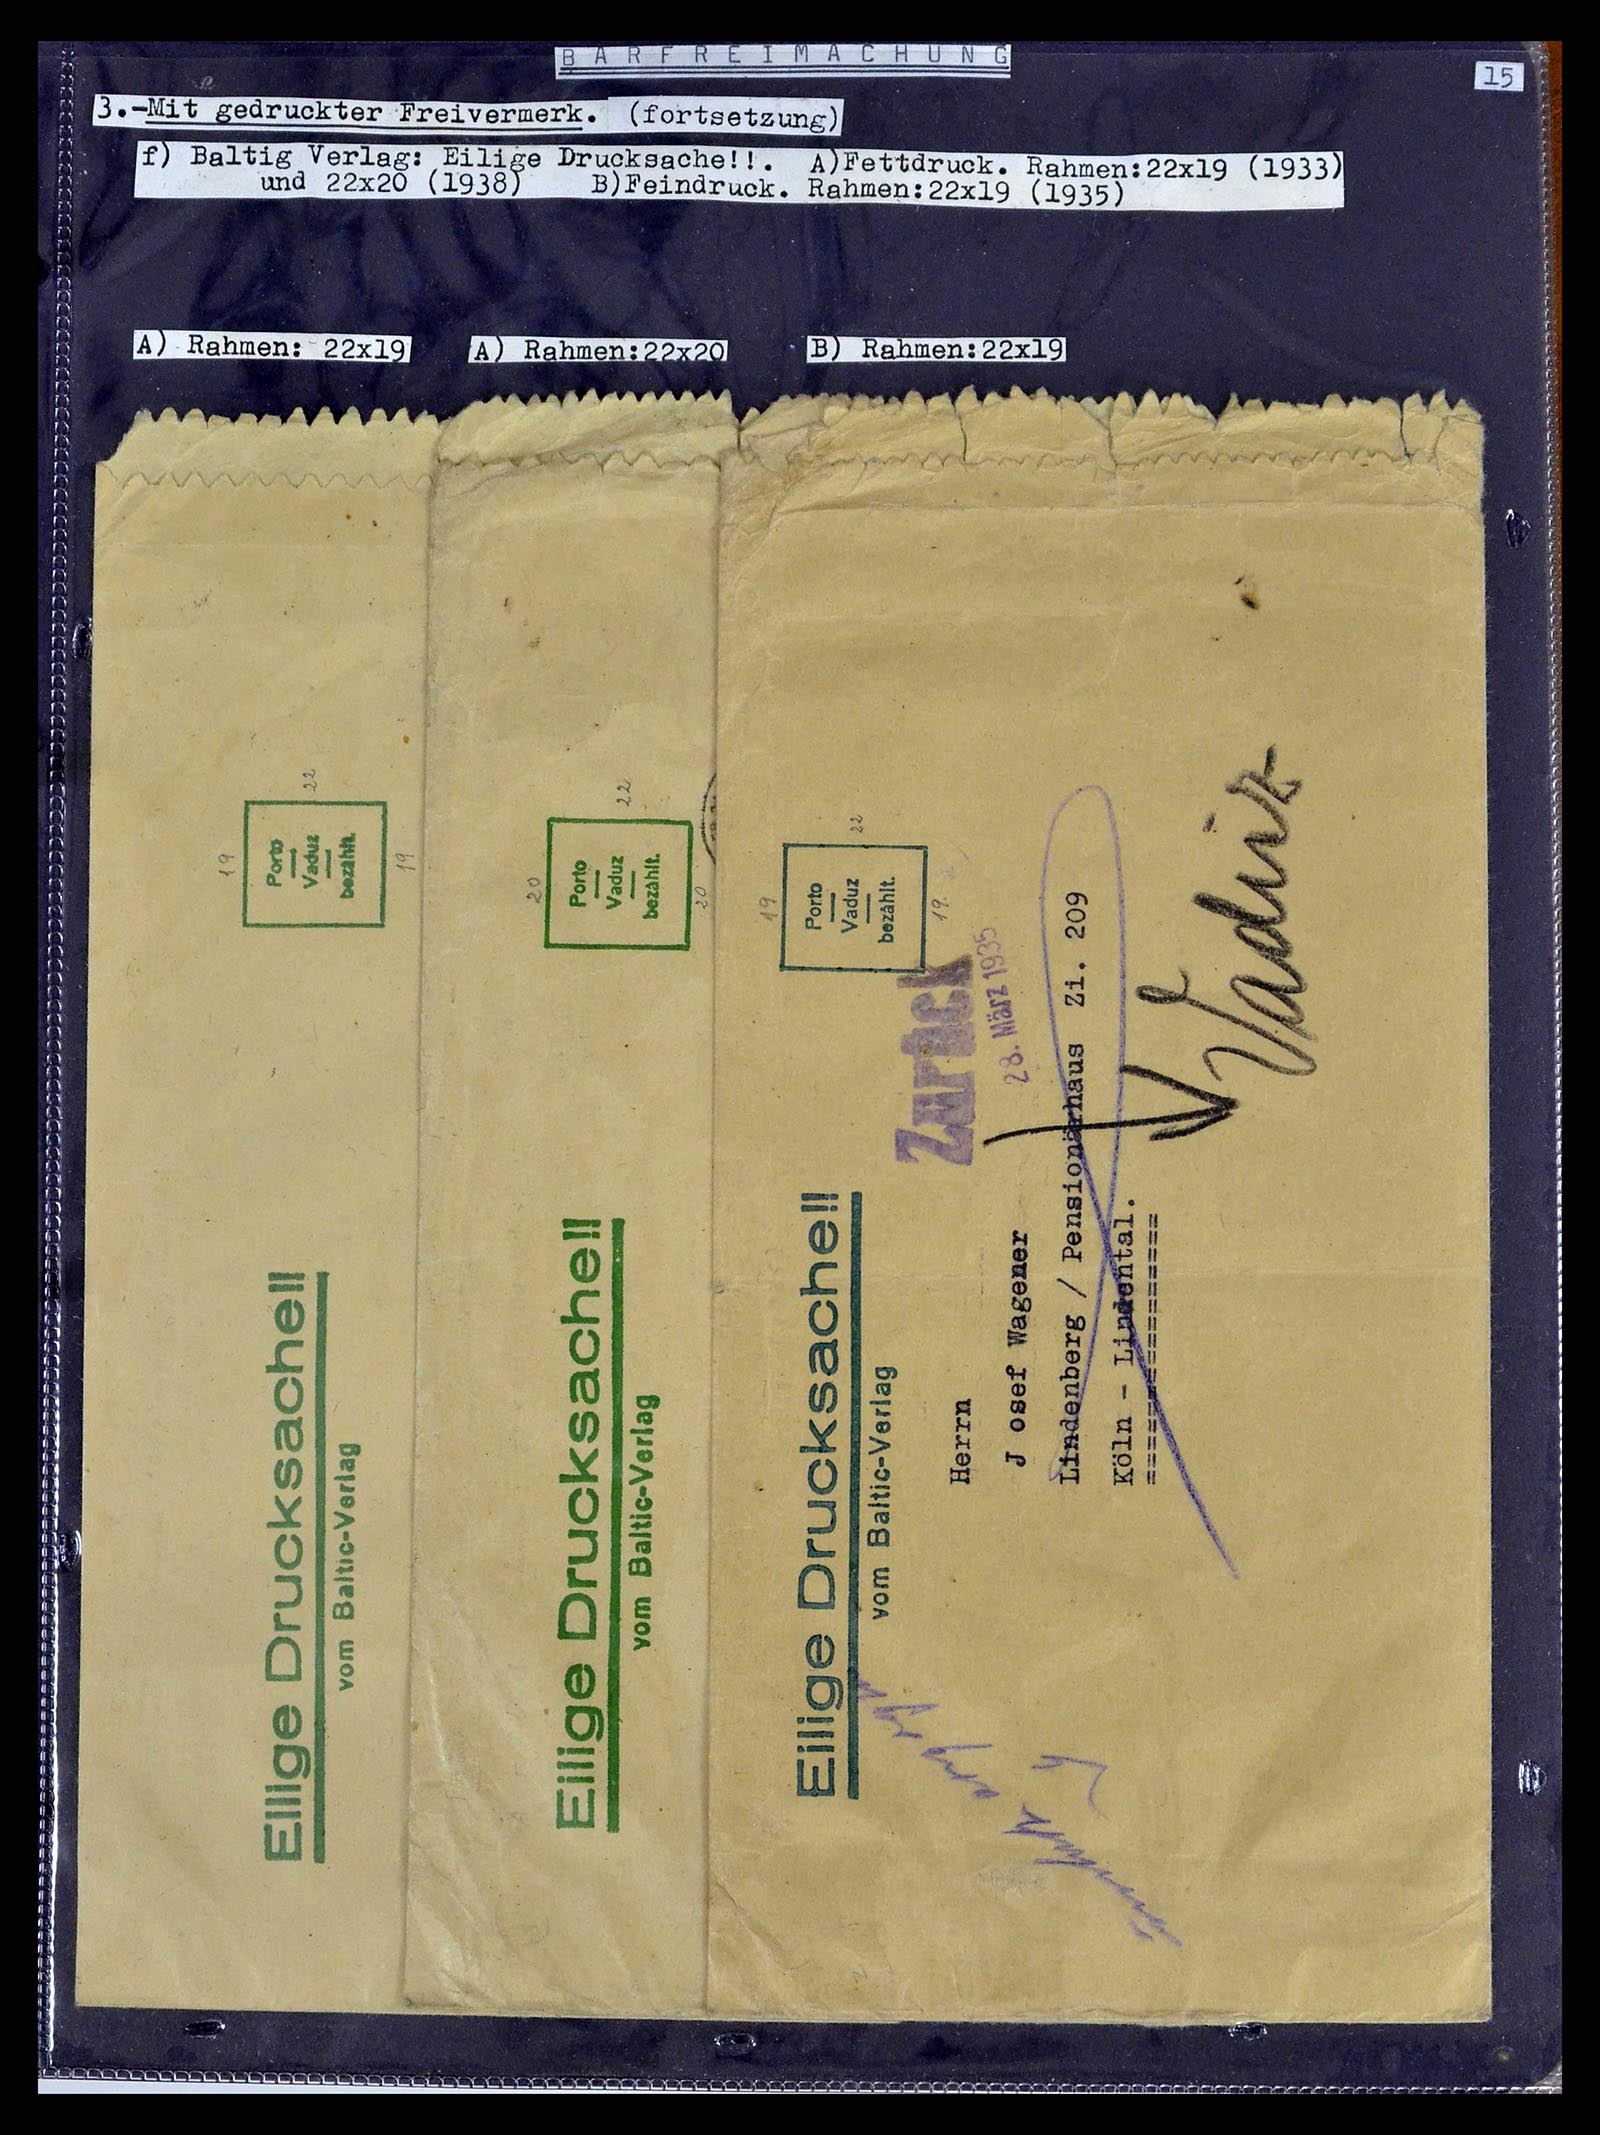 BARFREIMACHUNG
15
3.-Mit gedruckter Freivermerk. (fortsetzung)
f) Baltig Verlag: Eilige Drucksache!!. A)Fettdruck. Rahmen:22x19 (1933)
und 22x20 (1938) B)Feindruck. Rahmen:22x19 (1935)
A) Rahmen: 22x19
A) Rahmen:22x20
B) Rahmen:22x19
19
22
Porto
Vaduz
bezahlt.
19
Eilige Drucksache!!
vom Baltic-Verlag
20
22
Porto
Vaduz
bezahlt.
20
Eilige Drucksache!!
vom Baltic-Verlag
19
22
Porto
Vaduz
bezahlt.
19
Eilige Drucksache!!
vom Baltic-Verlag
Zurück
28. März 1935
Herrn
J osef Wagener
Lindenberg / Pensionärhaus Zi. 209
Köln - Lindental.
=====================
Vaduz